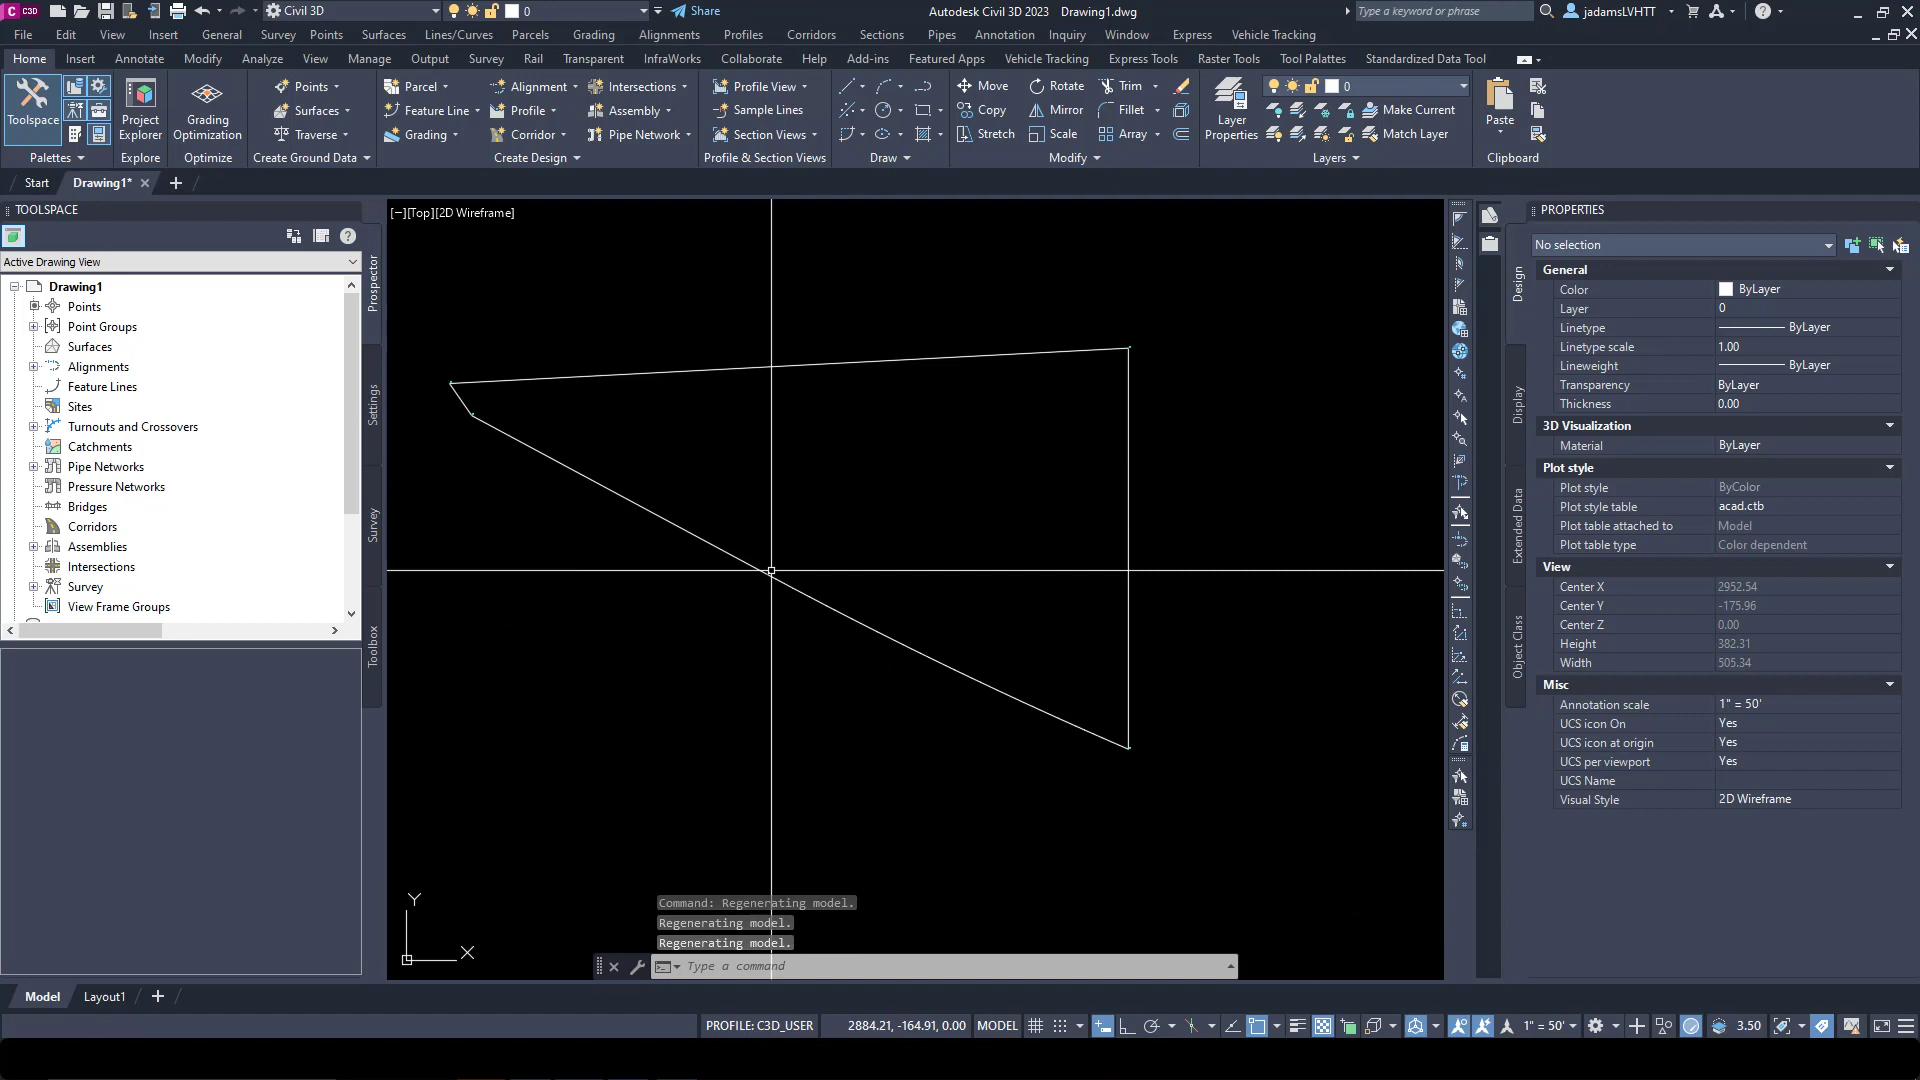 C C3D Civil 3D 0 Share Autodesk Civil 3D 2023 Drawing1.dwg Type a keyword or phrase jadamsLVHTT
File Edit View Insert General Survey Points Surfaces Lines/Curves Parcels Grading Alignments Profiles Corridors Sections Pipes Annotation Inquiry Window Express Vehicle Tracking
Home Insert Annotate Modify Analyze View Manage Output Survey Rail Transparent InfraWorks Collaborate Help Add-ins Featured Apps Vehicle Tracking Express Tools Raster Tools Tool Palettes Standardized Data Tool
Points Parcel Alignment Intersections Profile View Move Rotate Trim 0
Toolspace Project Explorer Grading Optimization Surfaces Feature Line Profile Assembly Sample Lines Copy Mirror Fillet Layer Properties Make Current Paste
Traverse Grading Corridor Pipe Network Section Views Stretch Scale Array Match Layer
Palettes Explore Optimize Create Ground Data Create Design Profile & Section Views Draw Modify Layers Clipboard
Start Drawing1*
TOOLSPACE
Active Drawing View
Drawing1
Points
Point Groups
Surfaces
Alignments
Feature Lines
Sites
Turnouts and Crossovers
Catchments
Pipe Networks
Pressure Networks
Bridges
Corridors
Assemblies
Intersections
Survey
View Frame Groups
Prospector
Settings
Survey
Toolbox
[−][Top][2D Wireframe]
Y
X
Command: Regenerating model.
Regenerating model.
Regenerating model.
Type a command
PROPERTIES
No selection
Design
Display
Extended Data
Object Class
General
Color ByLayer
Layer 0
Linetype ByLayer
Linetype scale 1.00
Lineweight ByLayer
Transparency ByLayer
Thickness 0.00
3D Visualization
Material ByLayer
Plot style
Plot style ByColor
Plot style table acad.ctb
Plot table attached to Model
Plot table type Color dependent
View
Center X 2952.54
Center Y -175.96
Center Z 0.00
Height 382.31
Width 505.34
Misc
Annotation scale 1" = 50'
UCS icon On Yes
UCS icon at origin Yes
UCS per viewport Yes
UCS Name
Visual Style 2D Wireframe
Model Layout1
PROFILE: C3D_USER 2884.21, -164.91, 0.00 MODEL 1" = 50' 3.50